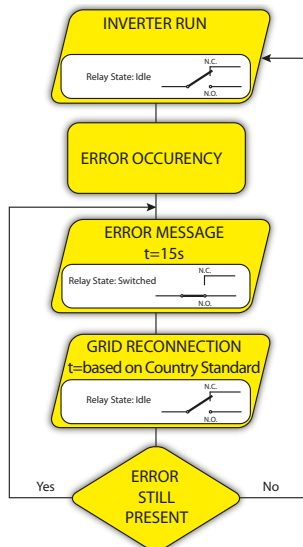 INVERTER RUN
N.C.
Relay State: Idle
N.O.
ERROR OCCURENCY
ERROR MESSAGE
t=15s
N.C.
Relay State: Switched
N.O.
GRID RECONNECTION
t=based on Country Standard
N.C.
Relay State: Idle
N.O.
Yes
ERROR
STILL
PRESENT
No